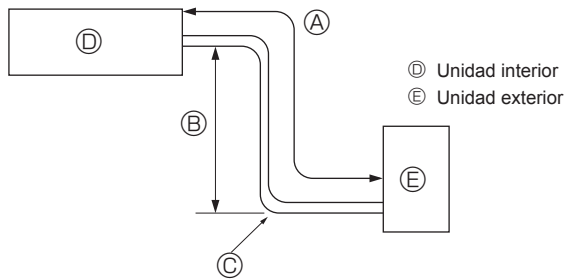 Ⓐ
Ⓓ
Ⓓ Unidad interior
Ⓔ Unidad exterior
Ⓑ
Ⓔ
Ⓒ